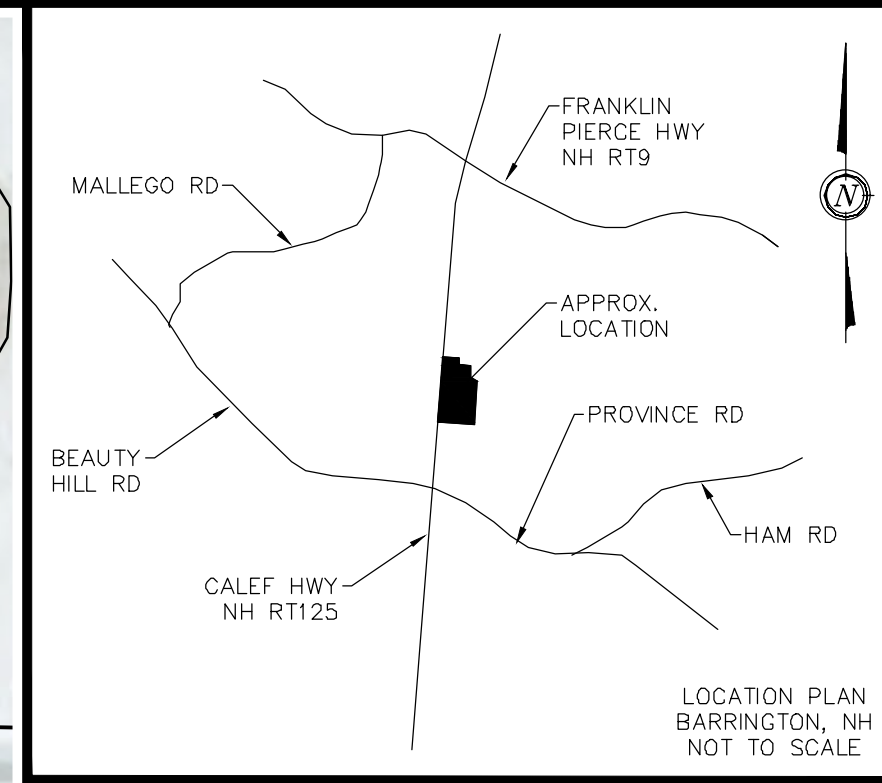 FRANKLIN
PIERCE HWY
NH RT9
N
MALLEGO RD
APPROX.
LOCATION
PROVINCE RD
BEAUTY
HILL RD
HAM RD
CALEF HWY
NH RT125
LOCATION PLAN
BARRINGTON, NH
NOT TO SCALE